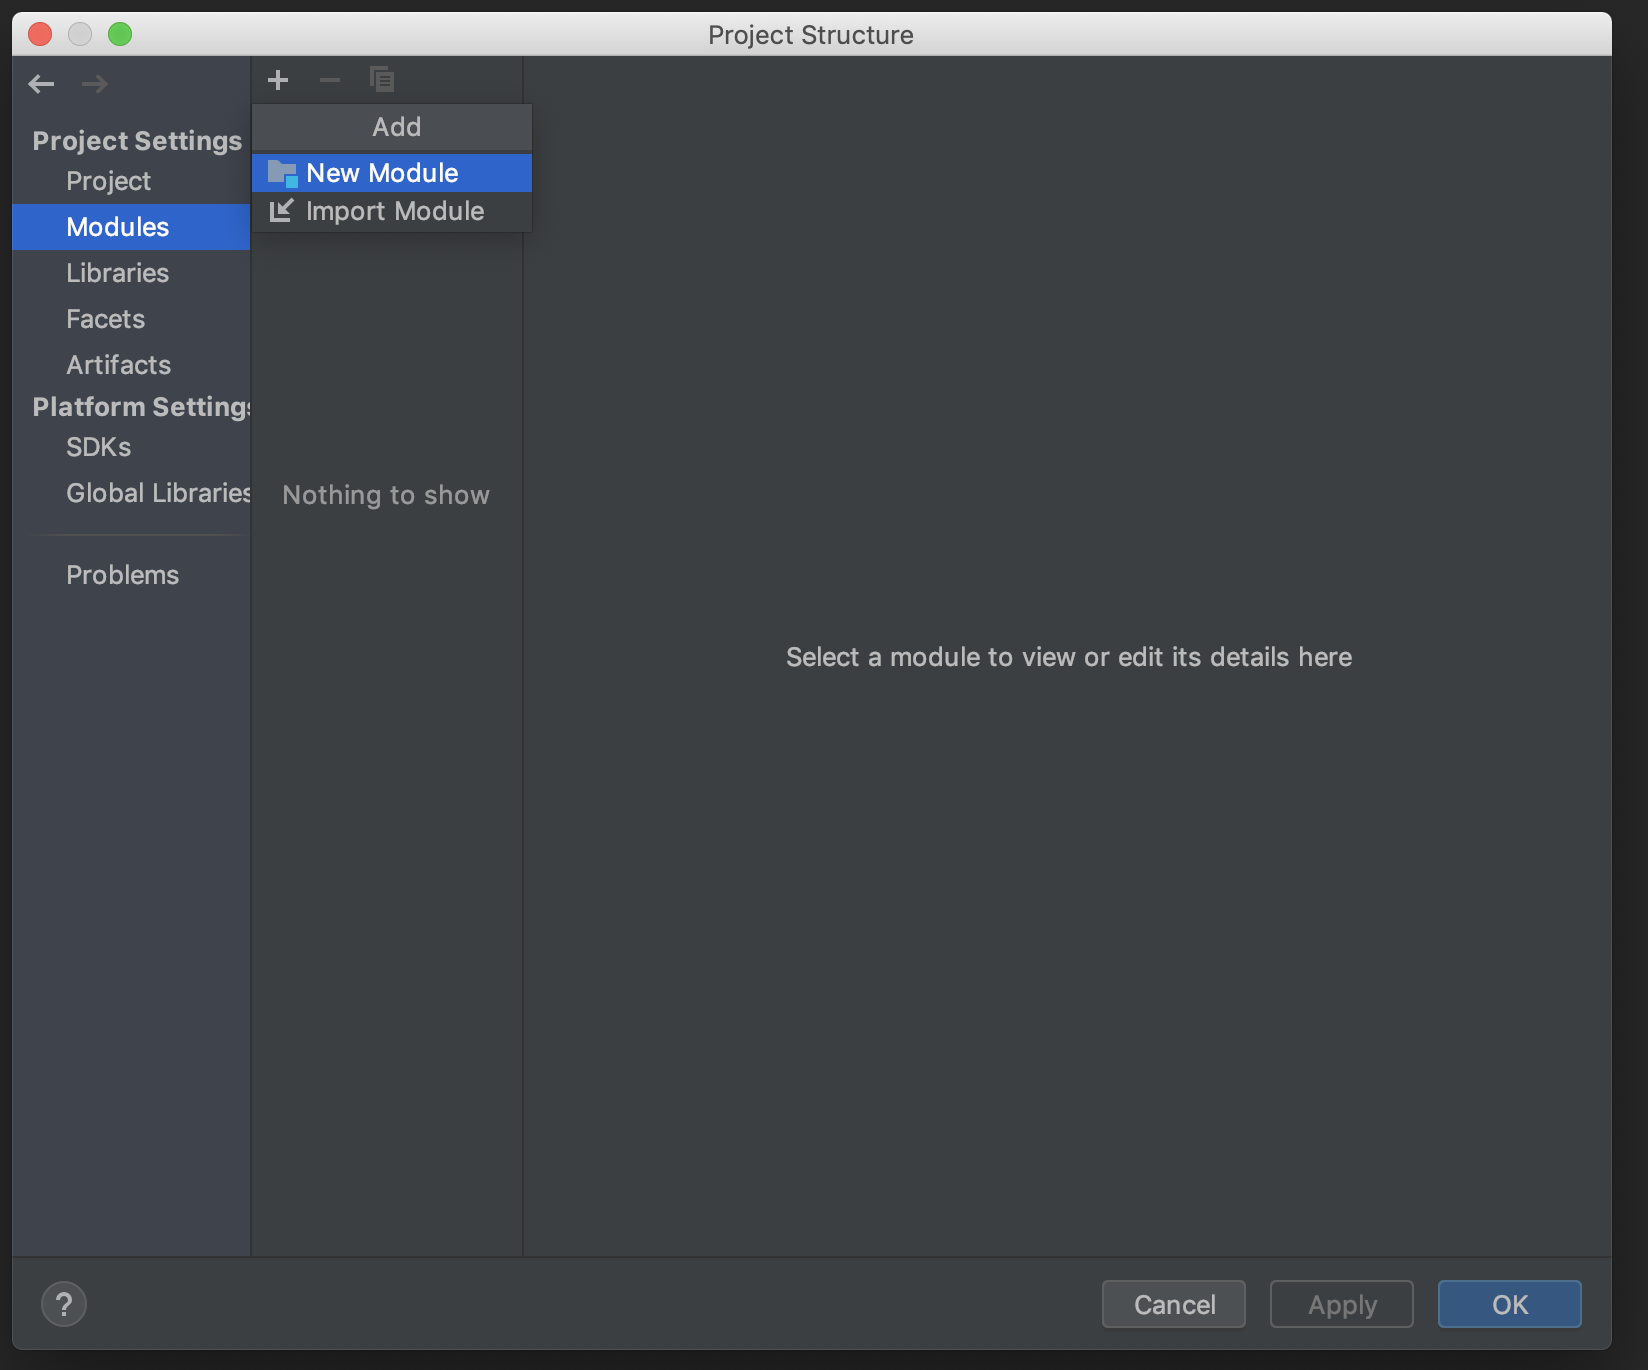 Project Structure
Project Settings
Project
Modules
Libraries
Facets
Artifacts
Platform Settings
SDKs
Global Libraries
Problems
Add
New Module
Import Module
Nothing to show
Select a module to view or edit its details here
?
Cancel
Apply
OK